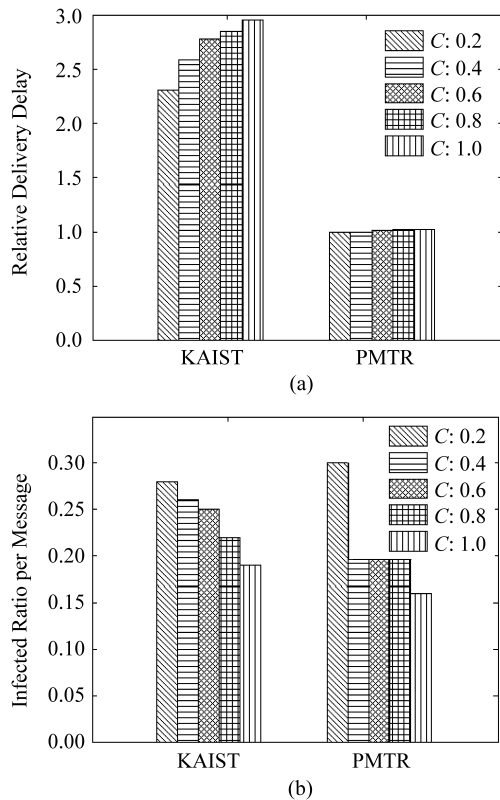 Relative Delivery Delay
3.0
2.5
2.0
1.5
1.0
0.5
0.0
C: 0.2
C: 0.4
C: 0.6
C: 0.8
C: 1.0
KAIST
PMTR
(a)
Infected Ratio per Message
0.30
0.25
0.20
0.15
0.10
0.05
0.00
C: 0.2
C: 0.4
C: 0.6
C: 0.8
C: 1.0
KAIST
PMTR
(b)